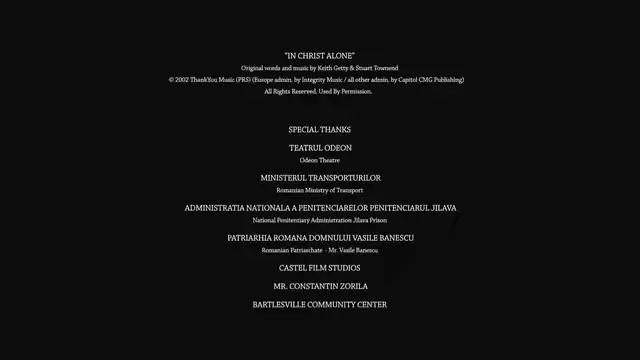 "IN CHRIST ALONE"
Original words and music by Keith Getty & Stuart Townend
© 2002 ThankYou Music (PRS) (Europe admin. by Integrity Music / all other admin. by Capitol CMG Publishing)
All Rights Reserved. Used By Permission.
SPECIAL THANKS
TEATRUL ODEON
Odeon Theatre
MINISTERUL TRANSPORTURILOR
Romanian Ministry of Transport
ADMINISTRATIA NATIONALA A PENITENCIARELOR PENITENCIARUL JILAVA
National Penitentiary Administration Jilava Prison
PATRIARHIA ROMANA DOMNULUI VASILE BANESCU
Romanian Patriarchate - Mr. Vasile Banescu
CASTEL FILM STUDIOS
MR. CONSTANTIN ZORILA
BARTLESVILLE COMMUNITY CENTER